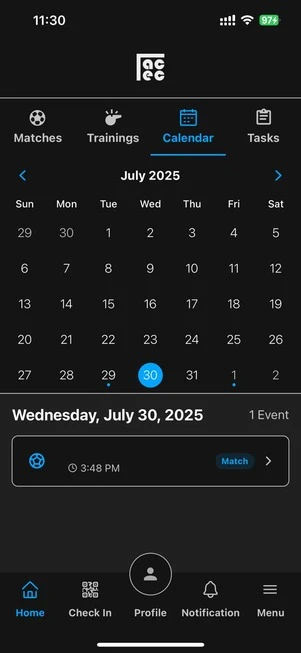 11:30
97
ac
ec
Matches Trainings Calendar Tasks
July 2025
Sun Mon Tue Wed Thu Fri Sat
29 30 1 2 3 4 5
6 7 8 9 10 11 12
13 14 15 16 17 18 19
20 21 22 23 24 25 26
27 28 29 30 31 1 2
Wednesday, July 30, 2025 1 Event
Match
3:48 PM
Home Check In Profile Notification Menu